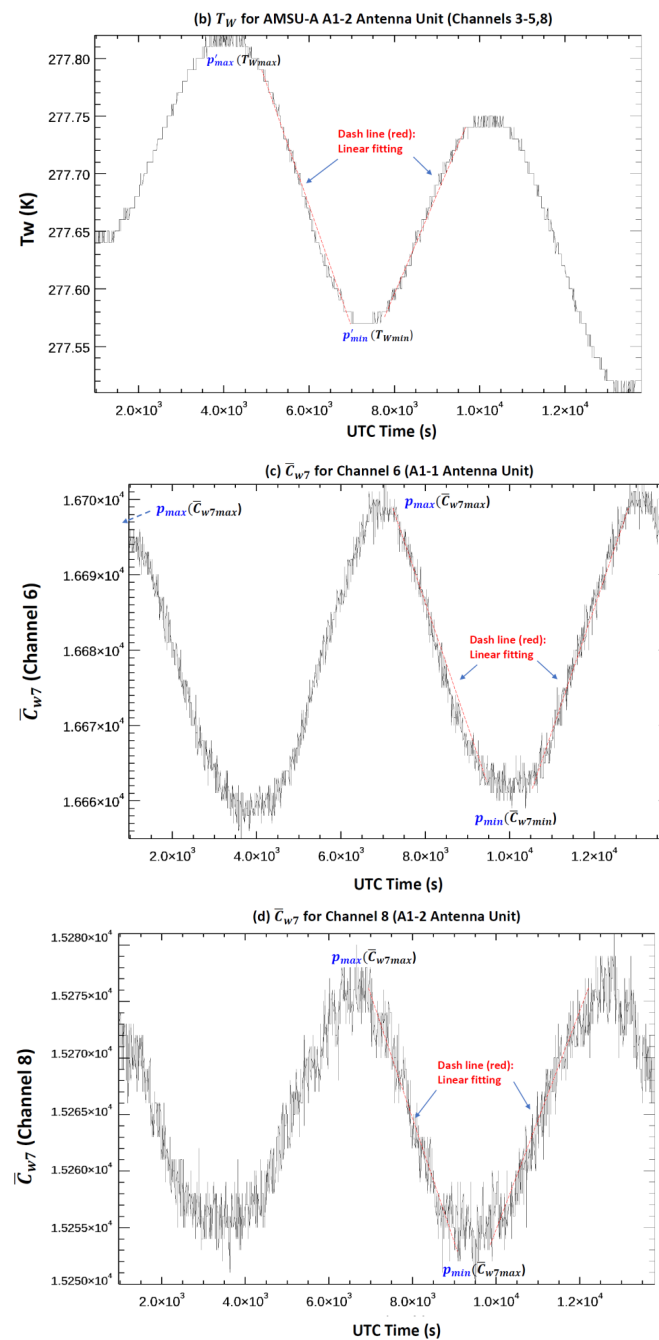 (b) T_W for AMSU-A A1-2 Antenna Unit (Channels 3-5,8)
277.80
p′max (TWmax)
277.75
Dash line (red):
Linear fitting
277.70
Tw (K)
277.65
277.60
p′min (TWmin)
277.55
2.0×10³ 4.0×10³ 6.0×10³ 8.0×10³ 1.0×10⁴ 1.2×10⁴
UTC Time (s)
(c) C̅w7 for Channel 6 (A1-1 Antenna Unit)
1.670×10⁴
pmax(C̅w7max)
pmax(C̅w7max)
1.669×10⁴
1.668×10⁴
Dash line (red):
Linear fitting
C̅w7 (Channel 6)
1.667×10⁴
1.666×10⁴
pmin(C̅w7min)
2.0×10³ 4.0×10³ 6.0×10³ 8.0×10³ 1.0×10⁴ 1.2×10⁴
UTC Time (s)
(d) C̅w7 for Channel 8 (A1-2 Antenna Unit)
1.5280×10⁴
pmax(C̅w7max)
1.5275×10⁴
1.5270×10⁴
Dash line (red):
Linear fitting
1.5265×10⁴
C̅w7 (Channel 8)
1.5260×10⁴
1.5255×10⁴
1.5250×10⁴
pmin(C̅w7max)
2.0×10³ 4.0×10³ 6.0×10³ 8.0×10³ 1.0×10⁴ 1.2×10⁴
UTC Time (s)